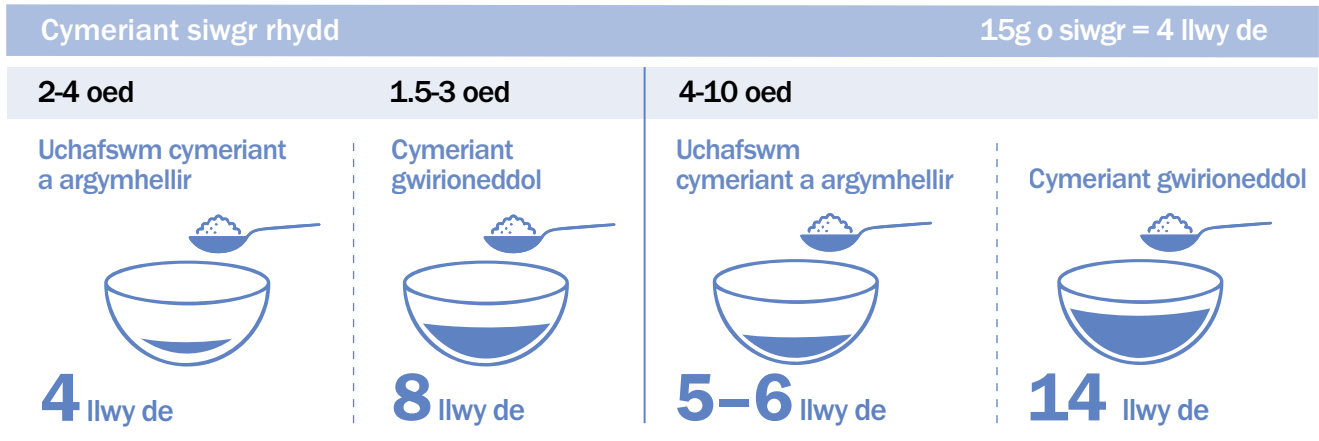 Cymeriant siwgr rhydd
15g o siwgr = 4 llwy de
2-4 oed
1.5-3 oed
4-10 oed
Uchafswm cymeriant
a argymhellir
Cymeriant
gwirioneddol
Uchafswm
cymeriant a argymhellir
Cymeriant gwirioneddol
4 llwy de
8 llwy de
5–6 llwy de
14 llwy de